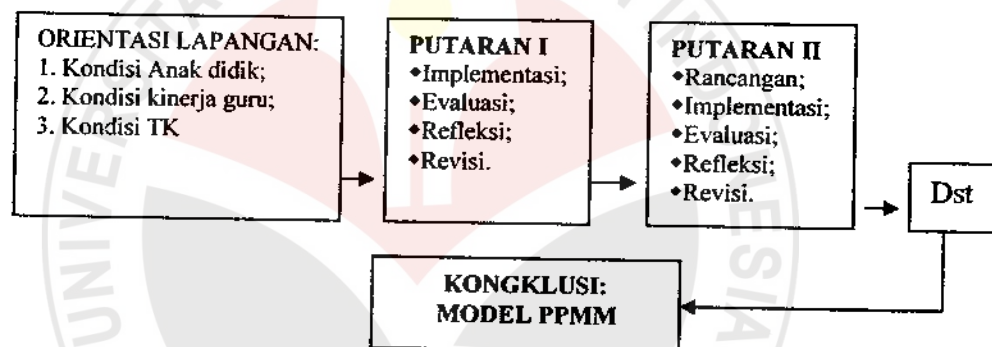 ORIENTASI LAPANGAN:
1. Kondisi Anak didik;
2. Kondisi kinerja guru;
3. Kondisi TK
PUTARAN I
◆Implementasi;
◆Evaluasi;
◆Refleksi;
◆Revisi.
PUTARAN II
◆Rancangan;
◆Implementasi;
◆Evaluasi;
◆Refleksi;
◆Revisi.
Dst
KONGKLUSI:
MODEL PPMM